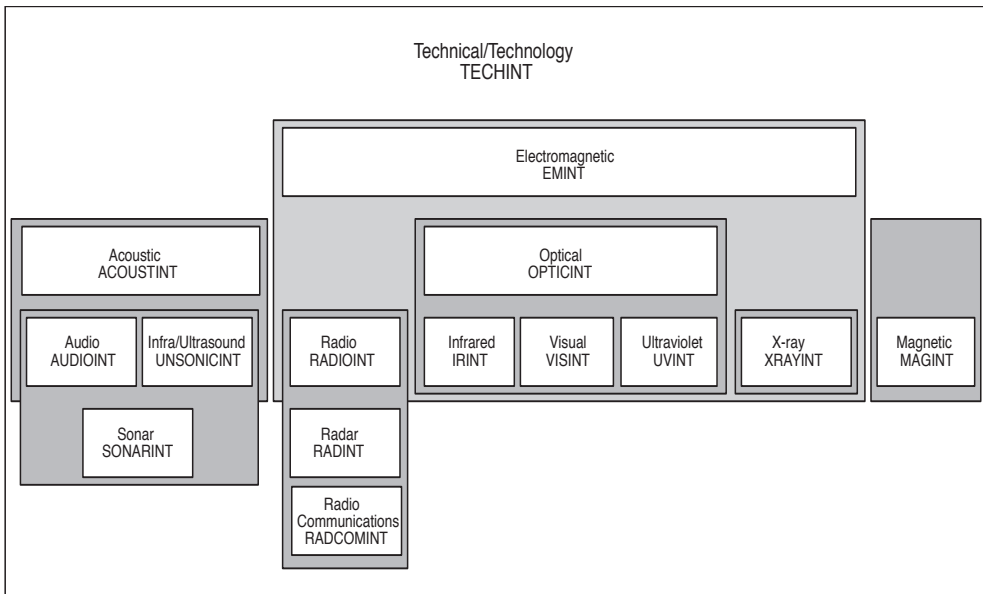 Technical/Technology
TECHINT
Electromagnetic
EMINT
Acoustic
ACOUSTINT
Optical
OPTICINT
Audio
AUDIOINT
Infra/Ultrasound
UNSONICINT
Radio
RADIOINT
Infrared
IRINT
Visual
VISINT
Ultraviolet
UVINT
X-ray
XRAYINT
Magnetic
MAGINT
Sonar
SONARINT
Radar
RADINT
Radio
Communications
RADCOMINT